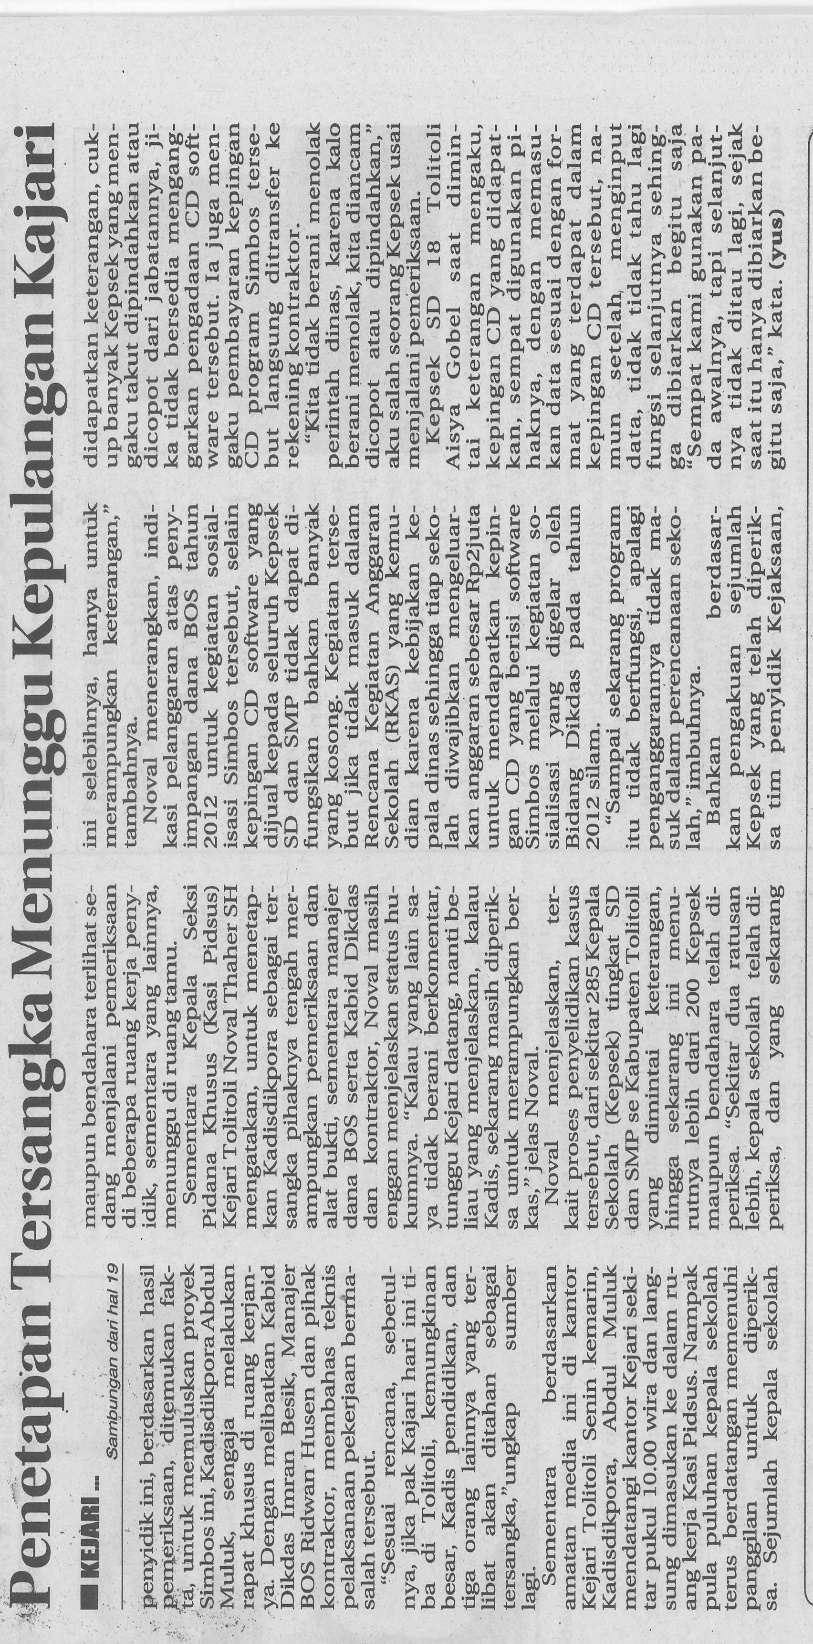 Penetapan Tersangka Menunggu Kepulangan Kajari
■ KEJARI ...
Sambungan dari hal 19
penyidik ini, berdasarkan hasil
pemeriksaan, ditemukan fak-
ta, untuk memuluskan proyek
Simbos ini, Kadisdikpora Abdul
Muluk, sengaja melakukan
rapat khusus di ruang kerjan-
ya. Dengan melibatkan Kabid
Dikdas Imran Besik, Manajer
BOS Ridwan Husen dan pihak
kontraktor, membahas teknis
pelaksanaan pekerjaan berma-
salah tersebut.
“Sesuai rencana, sebetul-
nya, jika pak Kajari hari ini ti-
ba di Tolitoli, kemungkinan
besar, Kadis pendidikan, dan
tiga orang lainnya yang ter-
libat akan ditahan sebagai
tersangka,”ungkap sumber
lagi.
Sementara berdasarkan
amatan media ini di kantor
Kejari Tolitoli Senin kemarin,
Kadisdikpora, Abdul Muluk
mendatangi kantor Kejari seki-
tar pukul 10.00 wira dan lang-
sung dimasukan ke dalam ru-
ang kerja Kasi Pidsus. Nampak
pula puluhan kepala sekolah
terus berdatangan memenuhi
panggilan untuk diperik-
sa. Sejumlah kepala sekolah
maupun bendahara terlihat se-
dang menjalani pemeriksaan
di beberapa ruang kerja peny-
idik, sementara yang lainnya,
menunggu di ruang tamu.
Sementara Kepala Seksi
Pidana Khusus (Kasi Pidsus)
Kejari Tolitoli Noval Thaher SH
mengatakan, untuk menetap-
kan Kadisdikpora sebagai ter-
sangka pihaknya tengah mer-
ampungkan pemeriksaan dan
alat bukti, sementara manajer
dana BOS serta Kabid Dikdas
dan kontraktor, Noval masih
enggan menjelaskan status hu-
kumnya. “Kalau yang lain sa-
ya tidak berani berkomentar,
tunggu Kejari datang, nanti be-
liau yang menjelaskan, kalau
Kadis, sekarang masih diperik-
sa untuk merampungkan ber-
kas,” jelas Noval.
Noval menjelaskan, ter-
kait proses penyelidikan kasus
tersebut, dari sekitar 285 Kepala
Sekolah (Kepsek) tingkat SD
dan SMP se Kabupaten Tolitoli
yang dimintai keterangan,
hingga sekarang ini menu-
rutnya lebih dari 200 Kepsek
maupun bendahara telah di-
periksa. “Sekitar dua ratusan
lebih, kepala sekolah telah di-
periksa, dan yang sekarang
ini selebihnya, hanya untuk
merampungkan keterangan,”
tambahnya.
Noval menerangkan, indi-
kasi pelanggaran atas peny-
impangan dana BOS tahun
2012 untuk kegiatan sosial-
isasi Simbos tersebut, selain
kepingan CD software yang
dijual kepada seluruh Kepsek
SD dan SMP tidak dapat di-
fungsikan bahkan banyak
yang kosong. Kegiatan terse-
but jika tidak masuk dalam
Rencana Kegiatan Anggaran
Sekolah (RKAS) yang kemu-
dian karena kebijakan ke-
pala dinas sehingga tiap seko-
lah diwajibkan mengeluar-
kan anggaran sebesar Rp2juta
untuk mendapatkan kepin-
gan CD yang berisi software
Simbos melalui kegiatan so-
sialisasi yang digelar oleh
Bidang Dikdas pada tahun
2012 silam.
“Sampai sekarang program
itu tidak berfungsi, apalagi
penganggarannya tidak ma-
suk dalam perencanaan seko-
lah,” imbuhnya.
Bahkan berdasar-
kan pengakuan sejumlah
Kepsek yang telah diperik-
sa tim penyidik Kejaksaan,
didapatkan keterangan, cuk-
up banyak Kepsek yang men-
gaku takut dipindahkan atau
dicopot dari jabatannya, ji-
ka tidak bersedia mengang-
garkan pengadaan CD soft-
ware tersebut. Ia juga men-
gaku pembayaran kepingan
CD program Simbos terse-
but langsung ditransfer ke
rekening kontraktor.
“Kita tidak berani menolak
perintah dinas, karena kalo
berani menolak, kita diancam
dicopot atau dipindahkan,”
aku salah seorang Kepsek usai
menjalani pemeriksaan.
Kepsek SD 18 Tolitoli
Aisya Gobel saat dimin-
tai keterangan mengaku,
kepingan CD yang didapat-
kan, sempat digunakan pi-
haknya, dengan memasu-
kan data sesuai dengan for-
mat yang terdapat dalam
kepingan CD tersebut, na-
mun setelah, menginput
data, tidak tidak tahu lagi
fungsi selanjutnya sehing-
ga dibiarkan begitu saja
“Sempat kami gunakan pa-
da awalnya, tapi selanjut-
nya tidak ditau lagi, sejak
saat itu hanya dibiarkan be-
gitu saja,” kata. (yus)